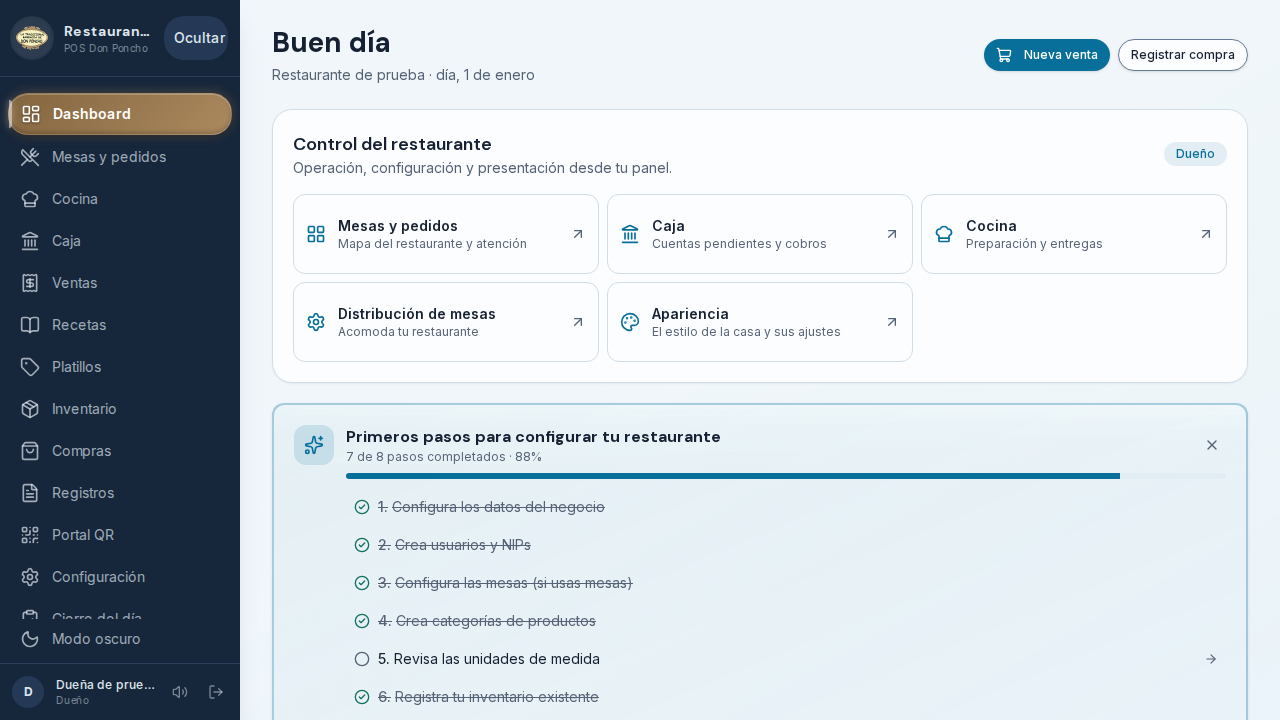 Restauran...
POS Don Poncho
Ocultar
Dashboard
Mesas y pedidos
Cocina
Caja
Ventas
Recetas
Platillos
Inventario
Compras
Registros
Portal QR
Configuración
Cierre del día
Modo oscuro
D
Dueña de prue...
Dueño
Buen día
Restaurante de prueba · día, 1 de enero
Nueva venta
Registrar compra
Control del restaurante
Operación, configuración y presentación desde tu panel.
Dueño
Mesas y pedidos
Mapa del restaurante y atención
Caja
Cuentas pendientes y cobros
Cocina
Preparación y entregas
Distribución de mesas
Acomoda tu restaurante
Apariencia
El estilo de la casa y sus ajustes
Primeros pasos para configurar tu restaurante
7 de 8 pasos completados · 88%
1. Configura los datos del negocio
2. Crea usuarios y NIPs
3. Configura las mesas (si usas mesas)
4. Crea categorías de productos
5. Revisa las unidades de medida
6. Registra tu inventario existente